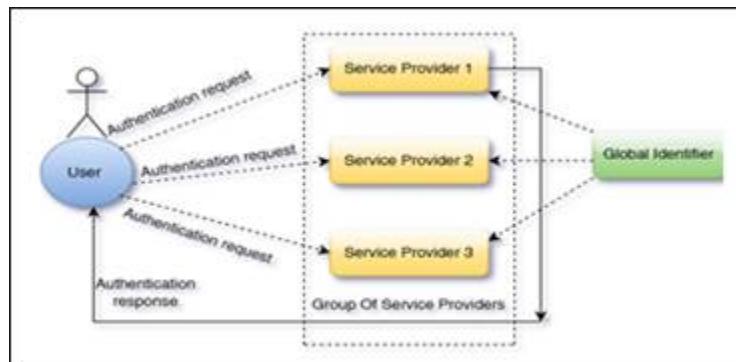 Service Provider 1
Authentication request
Service Provider 2
Global Identifier
User
Authentication request
Authentication request
Service Provider 3
Authentication
response
Group Of Service Providers